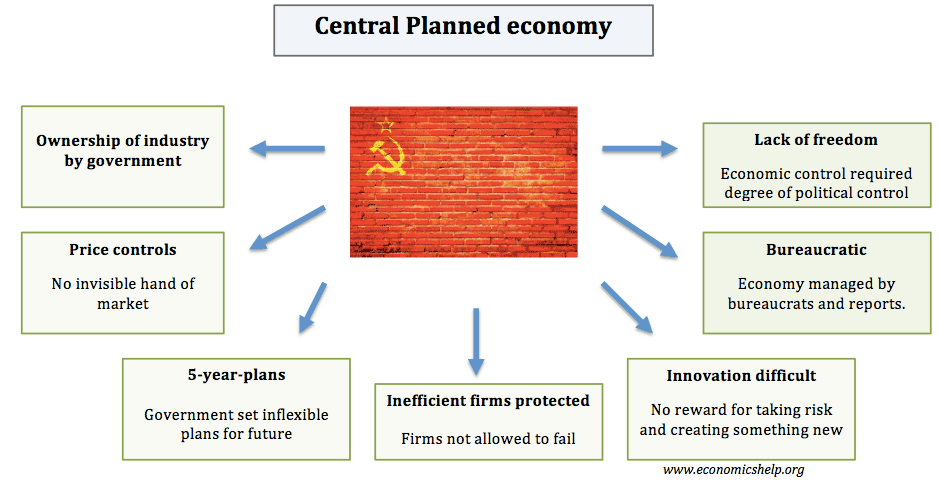 Central Planned economy
Ownership of industry
by government
Lack of freedom
Economic control required
degree of political control
Price controls
No invisible hand of
market
Bureaucratic
Economy managed by
bureaucrats and reports.
5-year-plans
Government set inflexible
plans for future
Inefficient firms protected
Firms not allowed to fail
Innovation difficult
No reward for taking risk
and creating something new
www.economicshelp.org